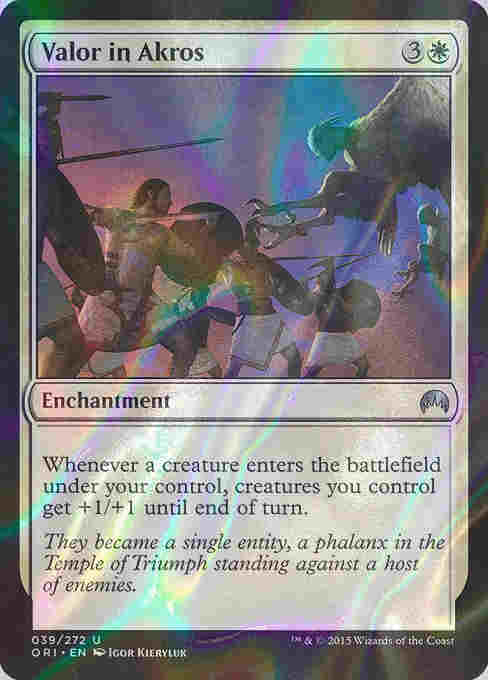 Valor in Akros 3
Enchantment
Whenever a creature enters the battlefield
under your control, creatures you control
get +1/+1 until end of turn.
They became a single entity, a phalanx in the
Temple of Triumph standing against a host
of enemies.
039/272 U ™ & © 2015 Wizards of the Coast
ORI • EN Igor Kieryluk